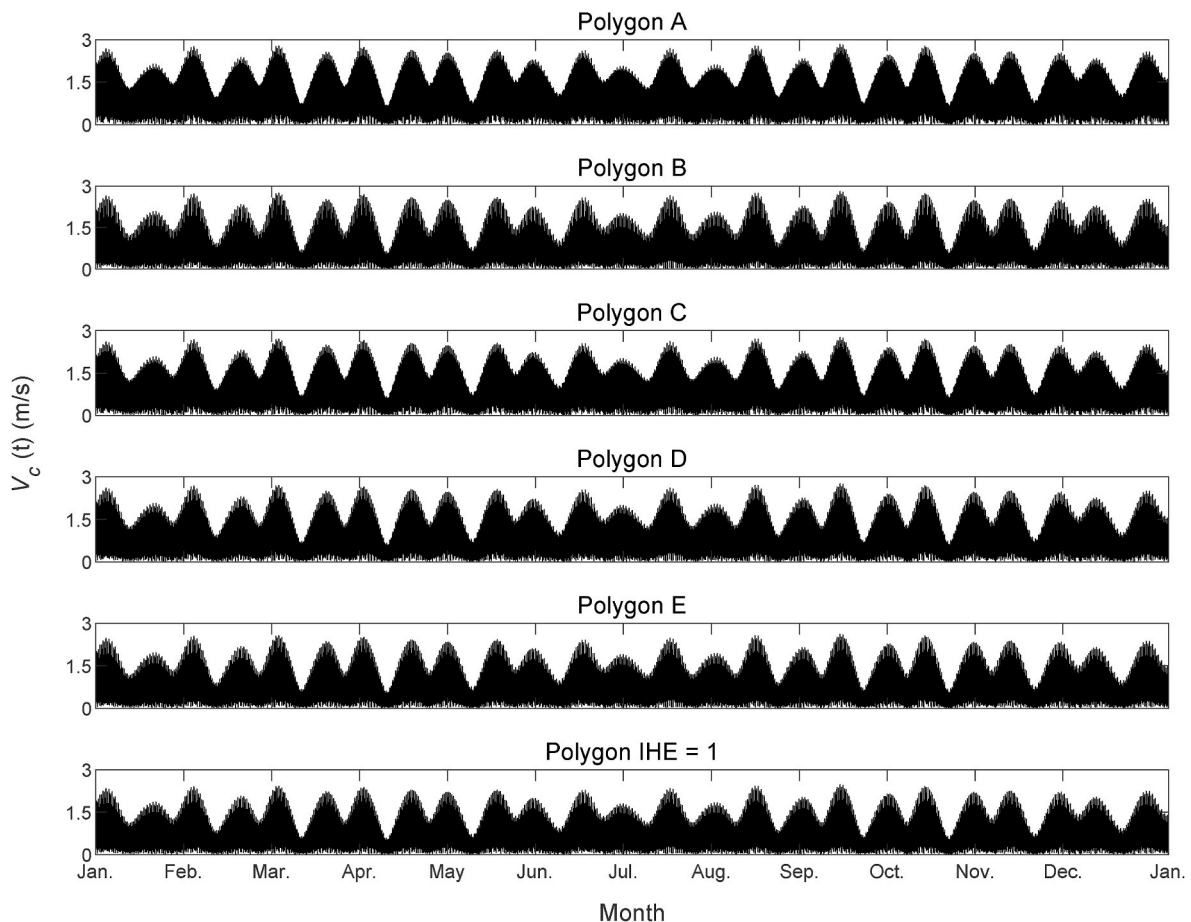 Polygon A
3
1.5
0
Polygon B
3
1.5
0
Polygon C
3
1.5
0
Polygon D
3
1.5
0
Polygon E
3
1.5
0
Polygon IHE = 1
3
1.5
0
V_c (t) (m/s)
Jan. Feb. Mar. Apr. May Jun. Jul. Aug. Sep. Oct. Nov. Dec. Jan.
Month